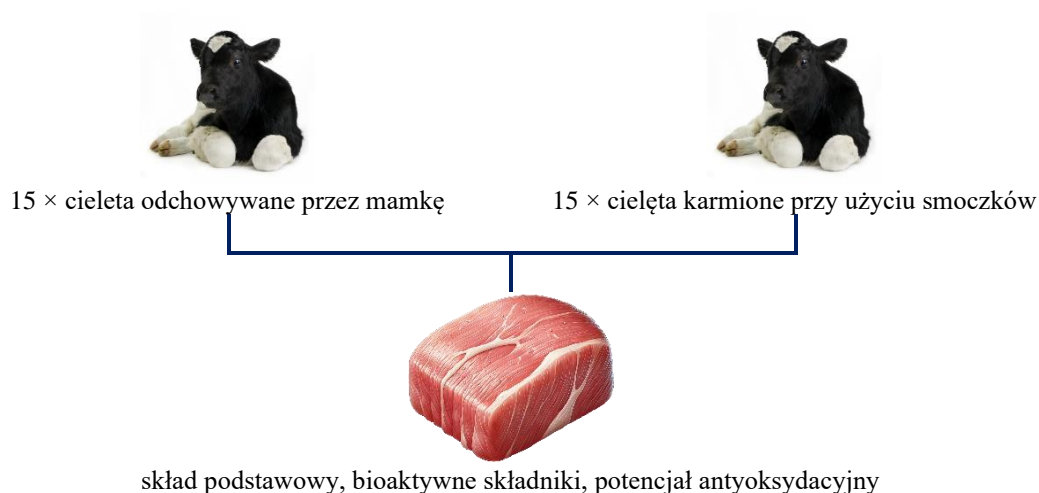 15 × cieleta odchowywane przez mamkę
15 × cielęta karmione przy użyciu smoczków
skład podstawowy, bioaktywne składniki, potencjał antyoksydacyjny